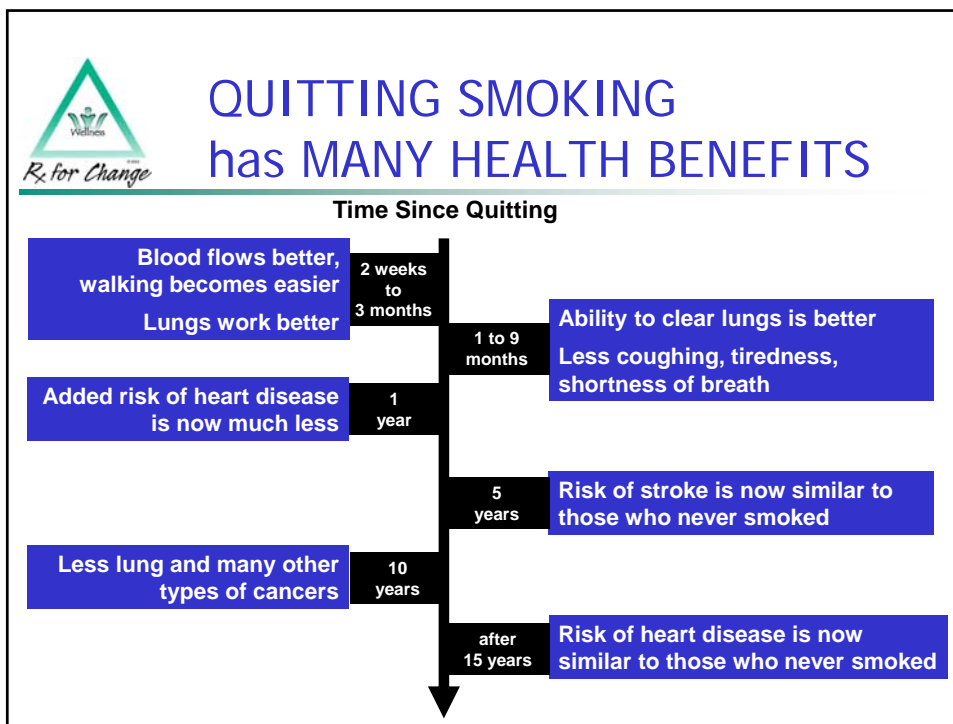 Wellness
Rx for Change
QUITTING SMOKING
has MANY HEALTH BENEFITS
Time Since Quitting
Blood flows better,
walking becomes easier
Lungs work better
2 weeks
to
3 months
1 to 9
months
Ability to clear lungs is better
Less coughing, tiredness,
shortness of breath
Added risk of heart disease
is now much less
1
year
5
years
Risk of stroke is now similar to
those who never smoked
Less lung and many other
types of cancers
10
years
after
15 years
Risk of heart disease is now
similar to those who never smoked